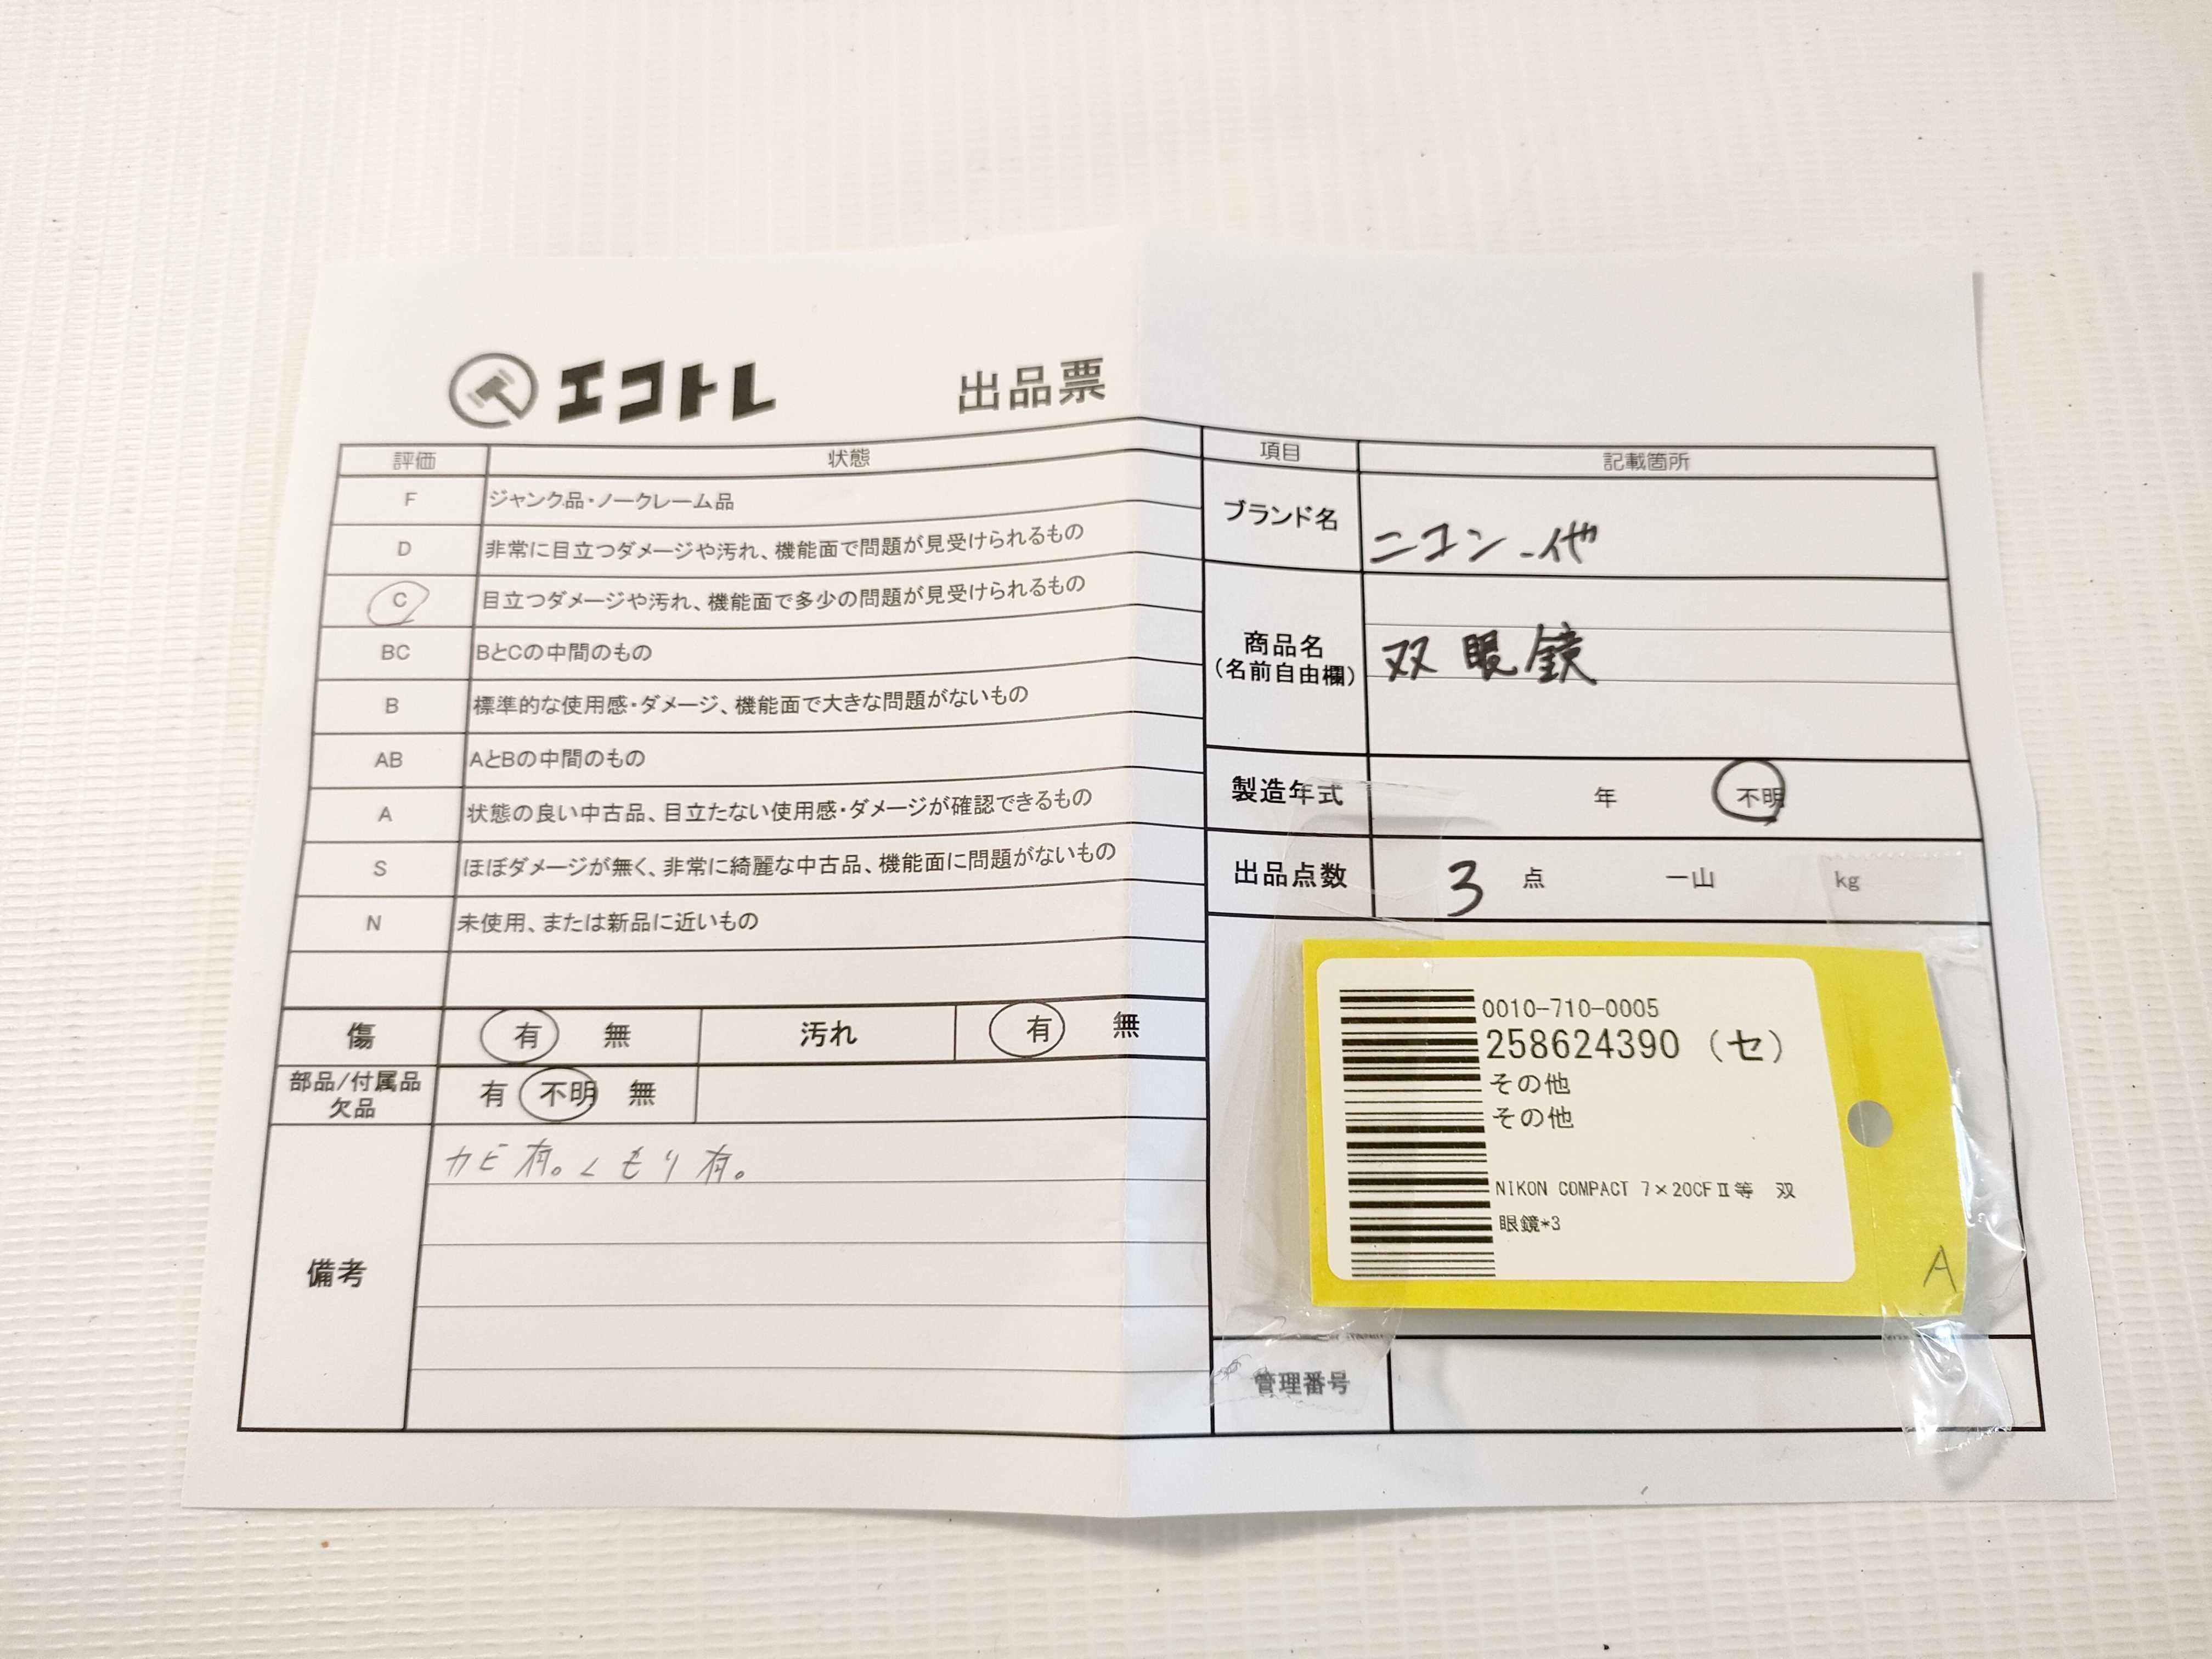 エコトレ 出品票
評価 状態
F ジャンク品・ノークレーム品
D 非常に目立つダメージや汚れ、機能面で問題が見受けられるもの
C 目立つダメージや汚れ、機能面で多少の問題が見受けられるもの
BC BとCの中間のもの
B 標準的な使用感・ダメージ、機能面で大きな問題がないもの
AB AとBの中間のもの
A 状態の良い中古品、目立たない使用感・ダメージが確認できるもの
S ほぼダメージが無く、非常に綺麗な中古品、機能面に問題がないもの
N 未使用、または新品に近いもの
傷 有 無 汚れ 有 無
部品/付属品
欠品 有 不明 無
備考 カビ有。くもり有。
項目 記載箇所
ブランド名 ニコン 他
商品名
(名前自由欄) 双眼鏡
製造年式 年 不明
出品点数 3 点 一山 kg
0010-710-0005
258624390 (セ)
その他
その他
NIKON COMPACT 7×20CFⅡ等 双
眼鏡*3
A
管理番号